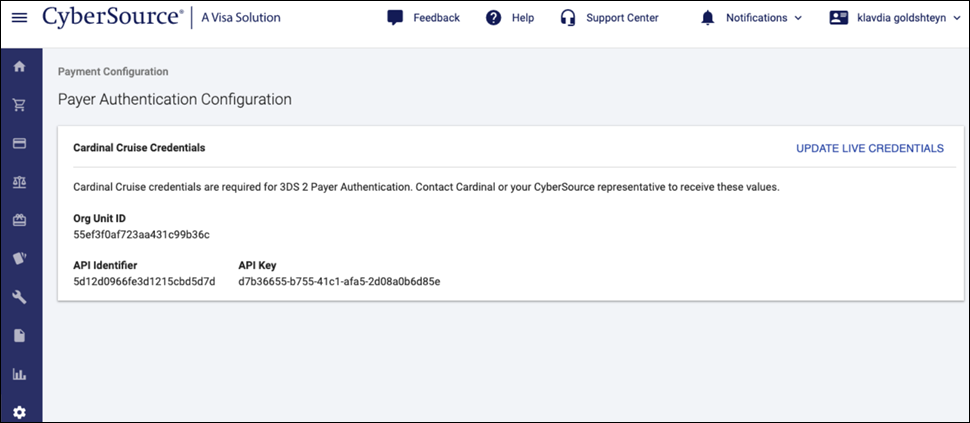 CyberSource® A Visa Solution Feedback Help Support Center Notifications klavdia goldshteyn
Payment Configuration
Payer Authentication Configuration
Cardinal Cruise Credentials UPDATE LIVE CREDENTIALS
Cardinal Cruise credentials are required for 3DS 2 Payer Authentication. Contact Cardinal or your CyberSource representative to receive these values.
Org Unit ID
55ef3f0af723aa431c99b36c
API Identifier API Key
5d12d0966fe3d1215cbd5d7d d7b36655-b755-41c1-afa5-2d08a0b6d85e